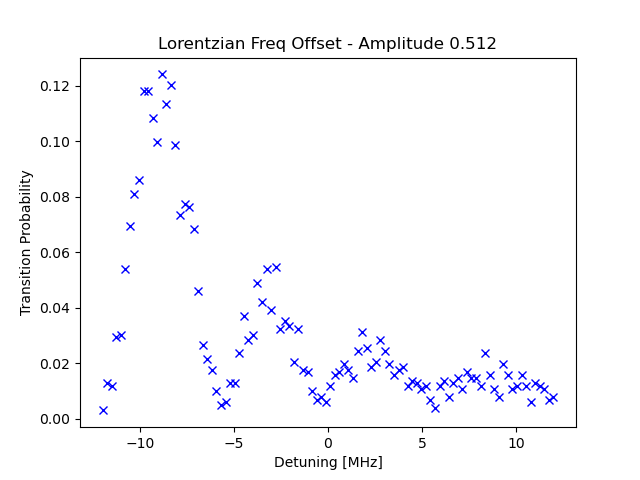 Lorentzian Freq Offset - Amplitude 0.512
Transition Probability
0.12
0.10
0.08
0.06
0.04
0.02
0.00
−10 −5 0 5 10
Detuning [MHz]